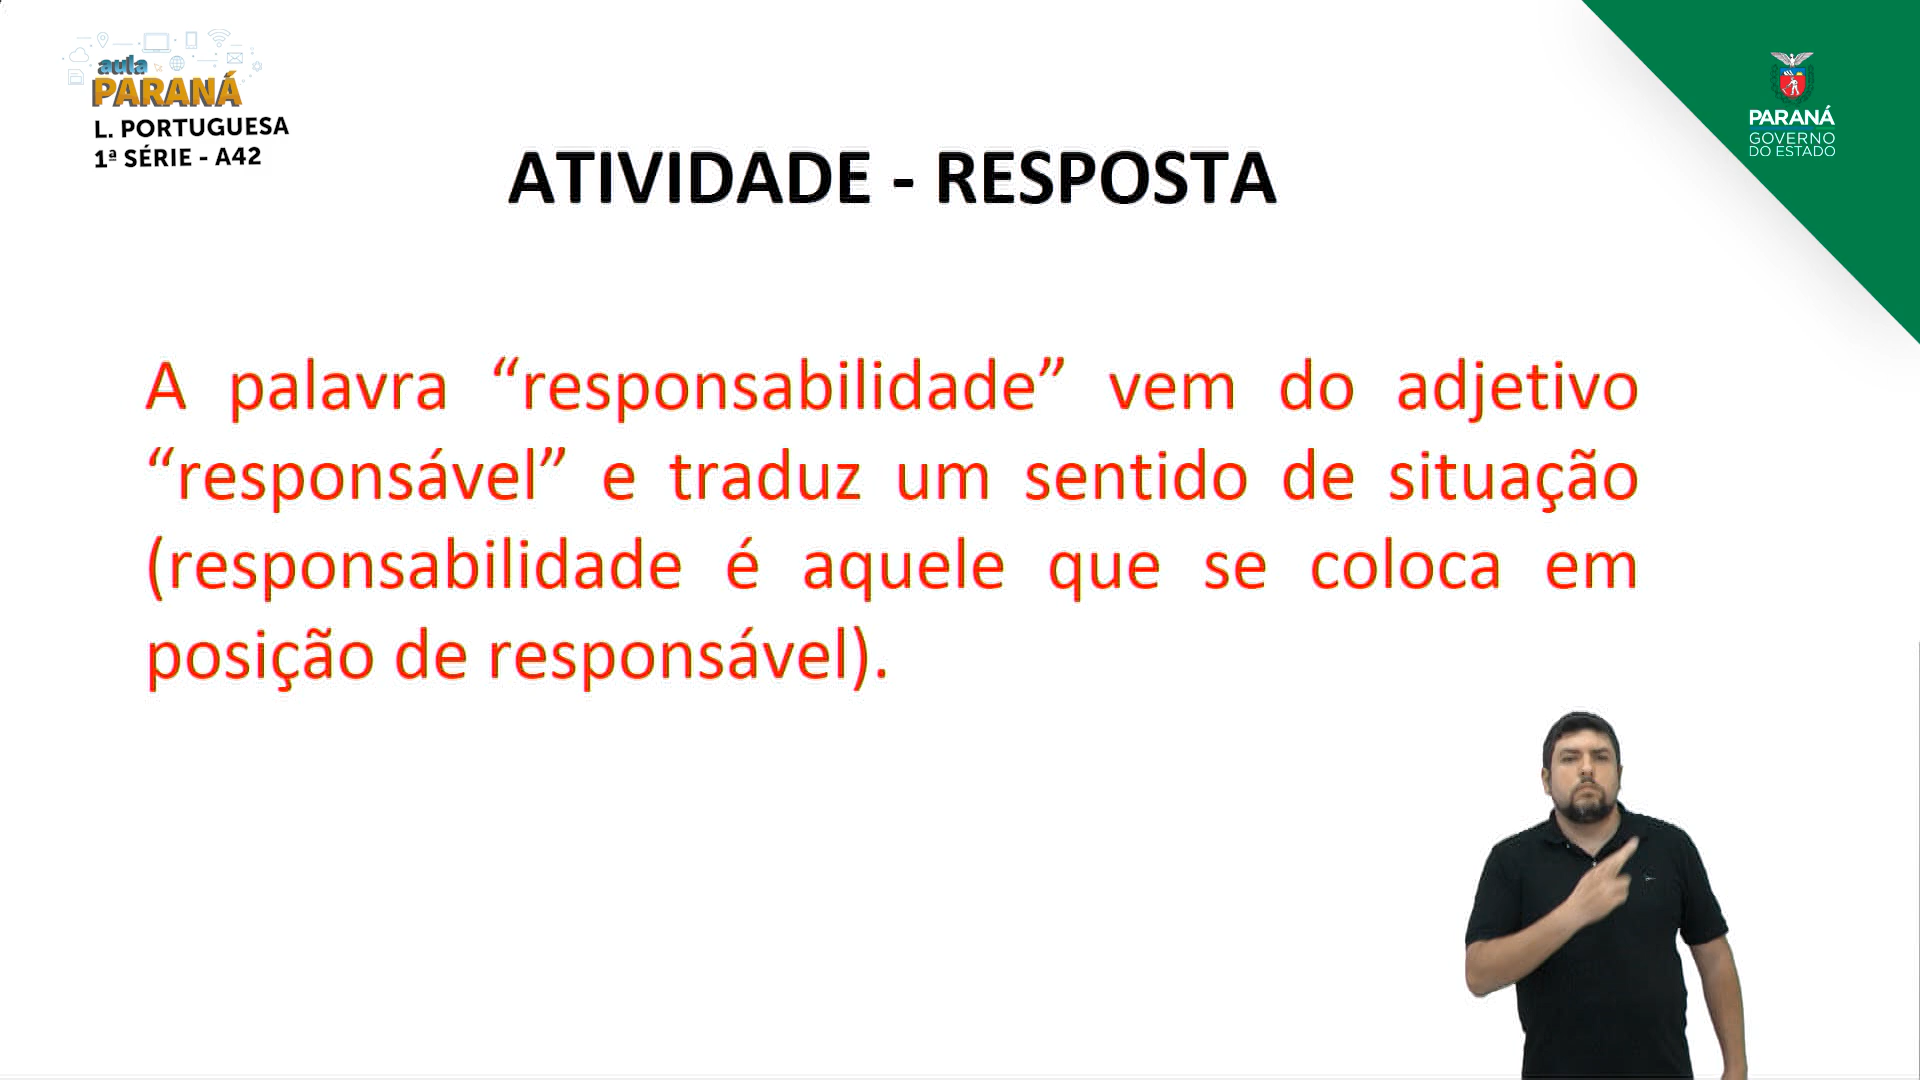 aula
PARANÁ
L. PORTUGUESA
1ª SÉRIE - A42
PARANÁ
GOVERNO
DO ESTADO
ATIVIDADE - RESPOSTA
A palavra “responsabilidade” vem do adjetivo
“responsável” e traduz um sentido de situação
(responsabilidade é aquele que se coloca em
posição de responsável).